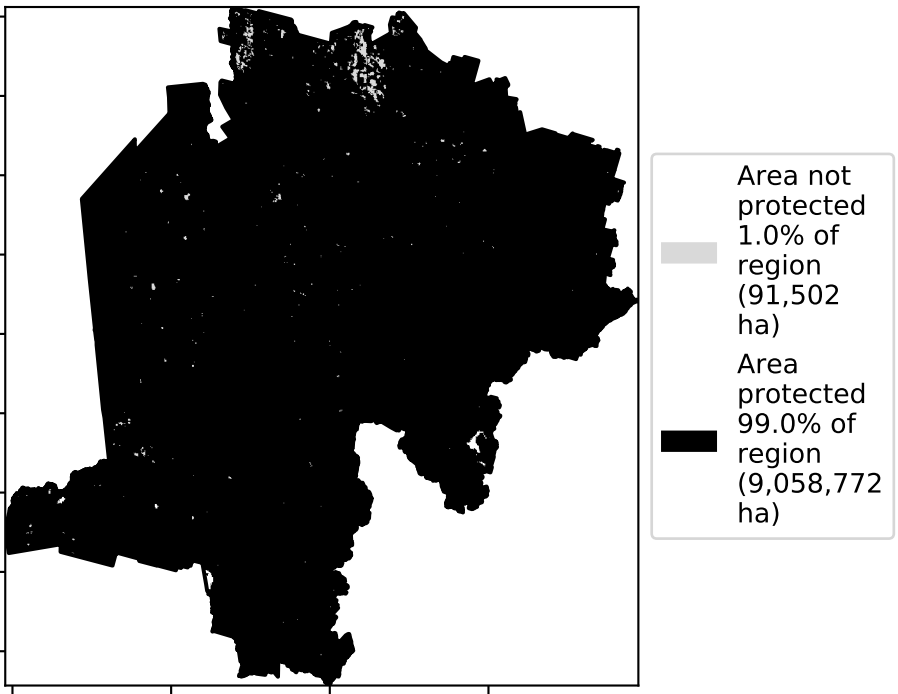 Area not
protected
1.0% of
region
(91,502
ha)
Area
protected
99.0% of
region
(9,058,772
ha)